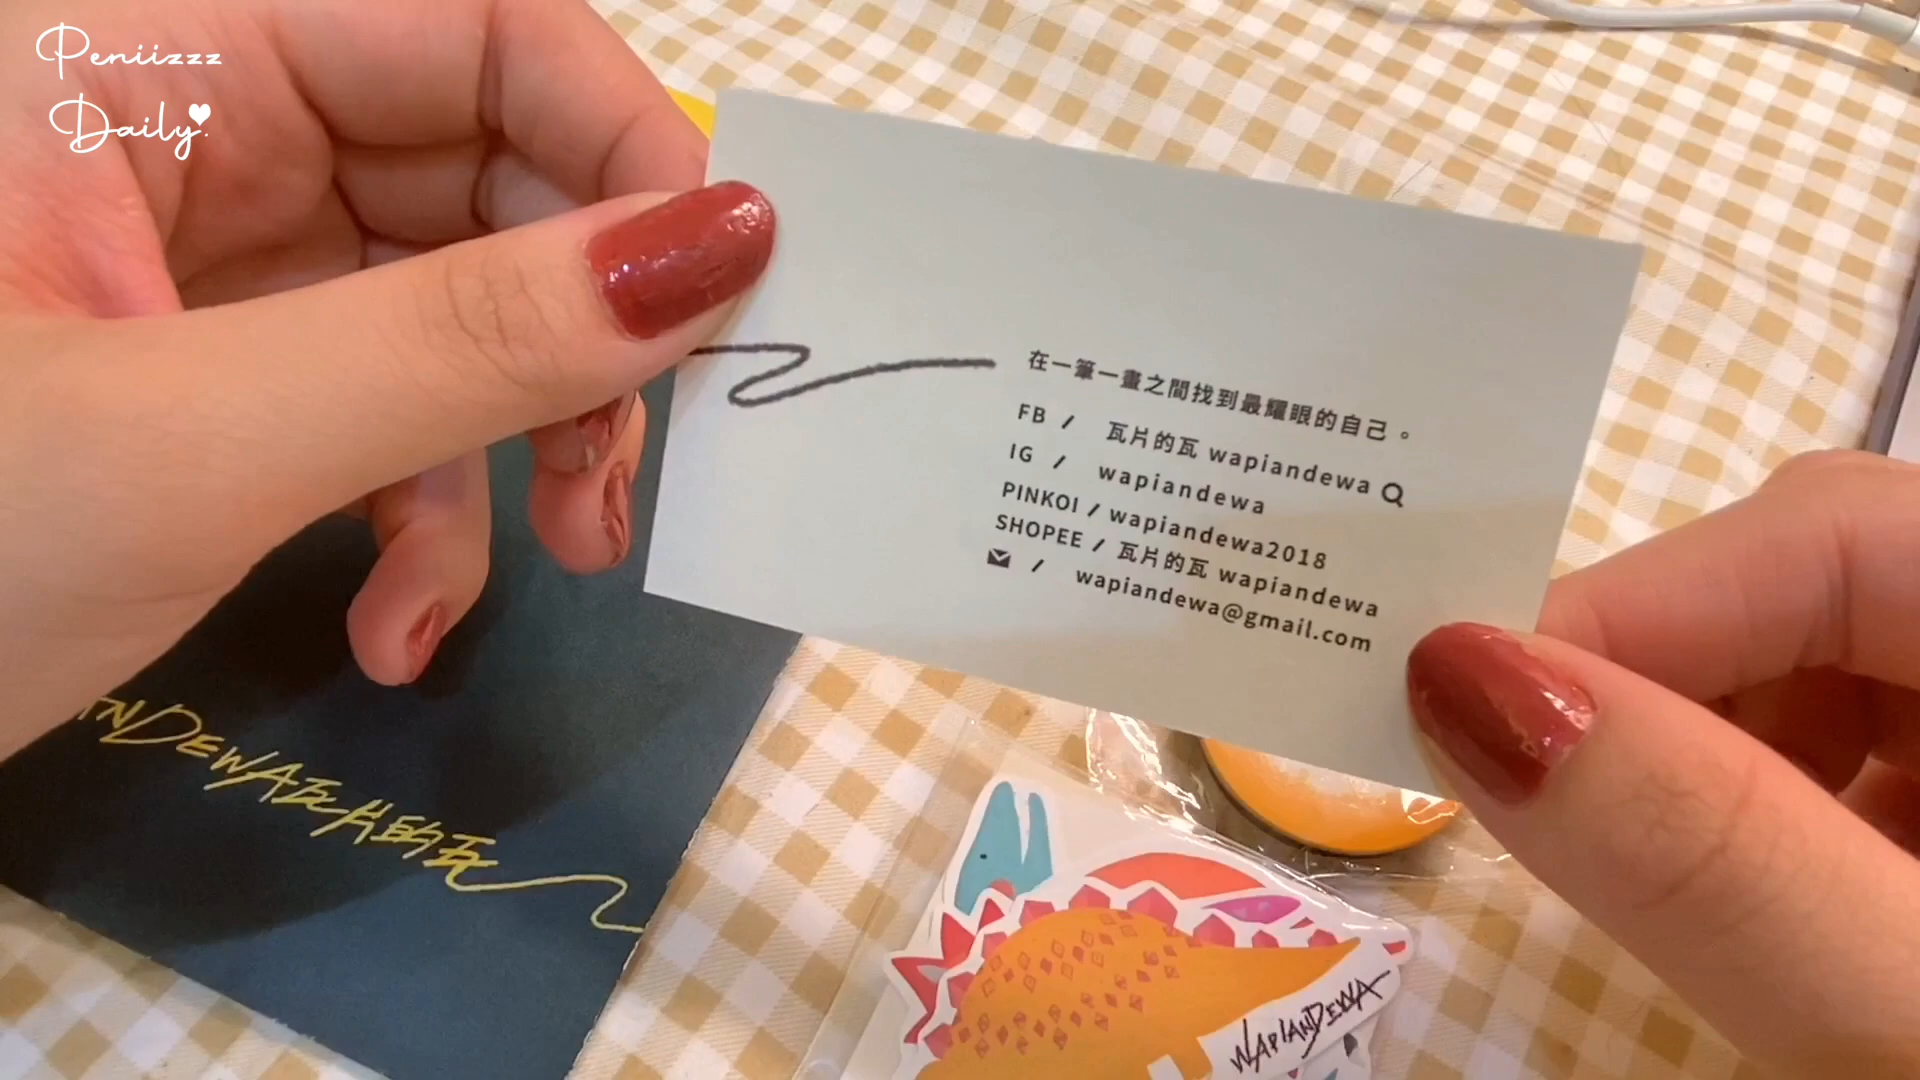 Peniizzz
Daily
在一筆一畫之間找到最耀眼的自己。
FB / 瓦片的瓦 wapiandewa
IG / wapiandewa
PINKOI / wapiandewa2018
SHOPEE / 瓦片的瓦 wapiandewa
/ wapiandewa@gmail.com
NDEWA瓦片的瓦
WAPIANDEWA